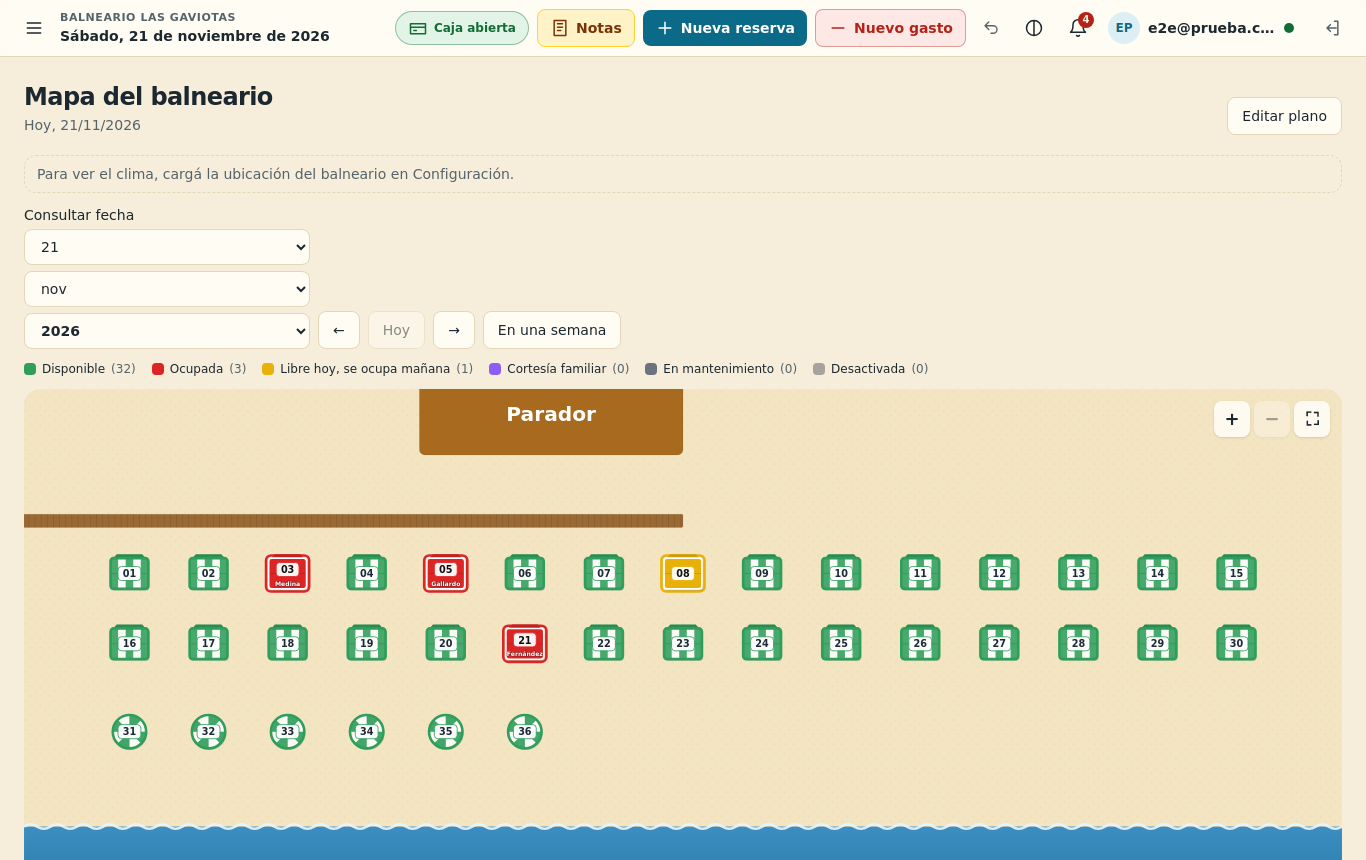 BALNEARIO LAS GAVIOTAS
Sábado, 21 de noviembre de 2026
Caja abierta
Notas
Nueva reserva
Nuevo gasto
4
EP
e2e@prueba.c...
Mapa del balneario
Hoy, 21/11/2026
Editar plano
Para ver el clima, cargá la ubicación del balneario en Configuración.
Consultar fecha
21
nov
2026
←
Hoy
→
En una semana
Disponible (32)
Ocupada (3)
Libre hoy, se ocupa mañana (1)
Cortesía familiar (0)
En mantenimiento (0)
Desactivada (0)
Parador
+
−
01 02 03 04 05 06 07 08 09 10 11 12 13 14 15
Medina Gallardo
16 17 18 19 20 21 22 23 24 25 26 27 28 29 30
Fernández
31 32 33 34 35 36